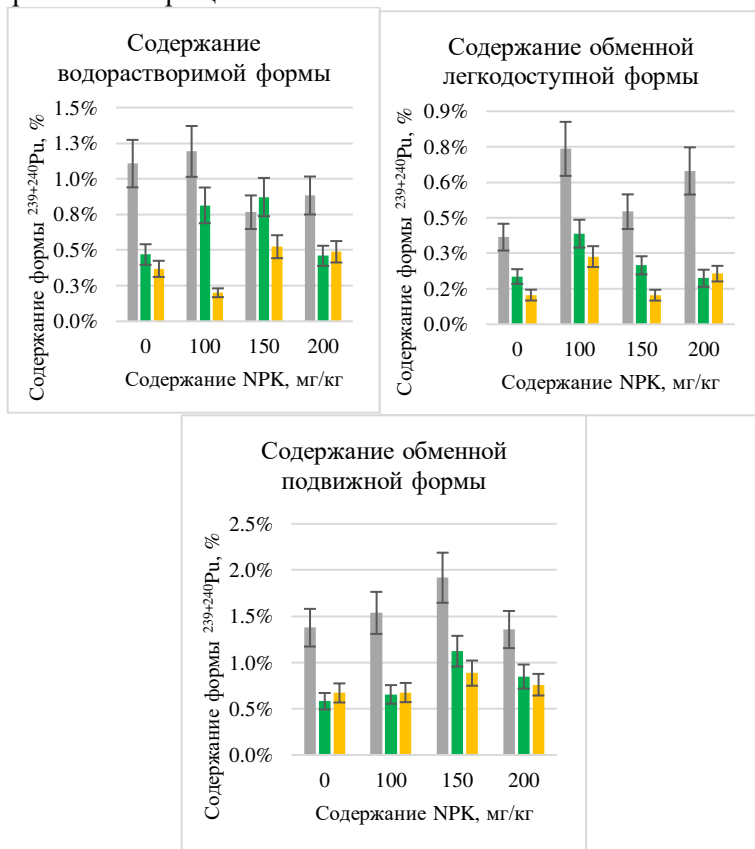 Содержание
водорастворимой формы
Содержание формы ²³⁹⁺²⁴⁰Pu, %
1.5%
1.3%
1.0%
0.8%
0.5%
0.3%
0.0%
0 100 150 200
Содержание NPK, мг/кг
Содержание обменной
легкодоступной формы
Содержание формы ²³⁹⁺²⁴⁰Pu, %
0.9%
0.8%
0.6%
0.5%
0.3%
0.2%
0.0%
0 100 150 200
Содержание NPK, мг/кг
Содержание обменной
подвижной формы
Содержание формы ²³⁹⁺²⁴⁰Pu, %
2.5%
2.0%
1.5%
1.0%
0.5%
0.0%
0 100 150 200
Содержание NPK, мг/кг